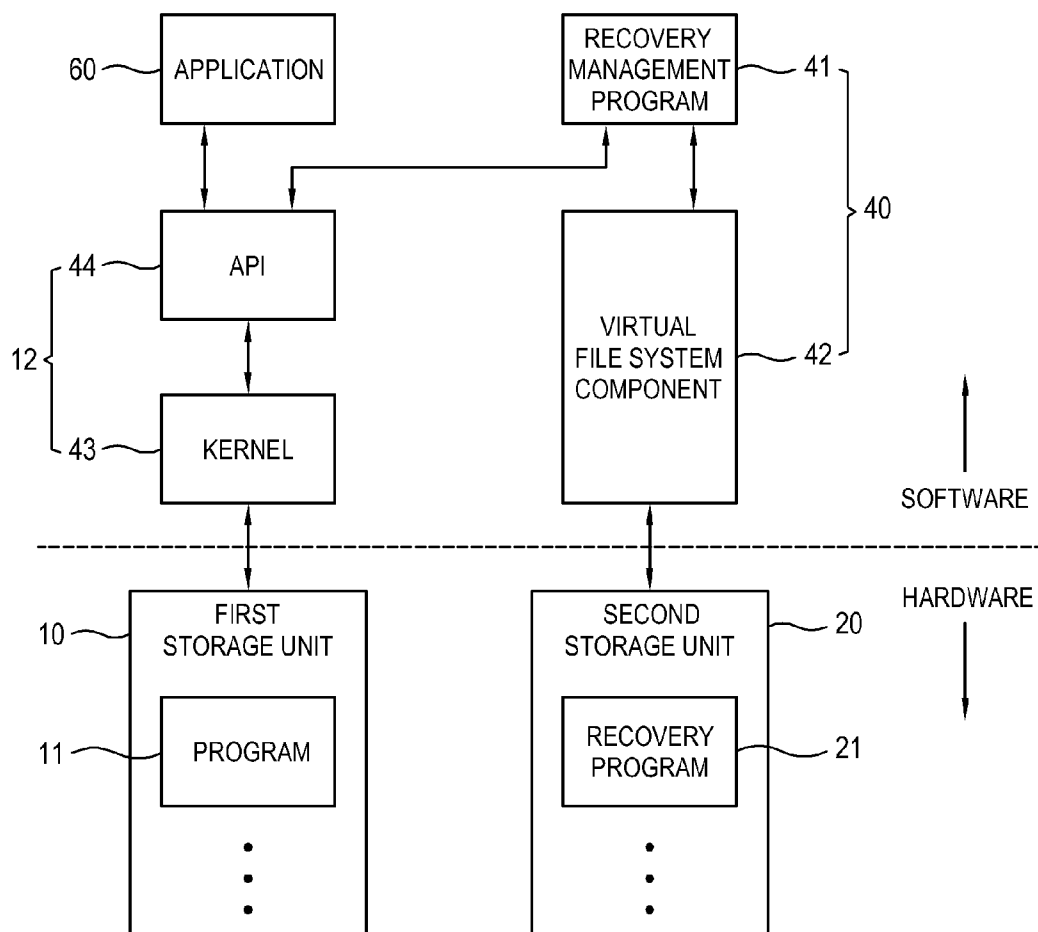 60
APPLICATION
RECOVERY
MANAGEMENT
PROGRAM
41
40
44
API
12
VIRTUAL
FILE SYSTEM
COMPONENT
42
43
KERNEL
SOFTWARE
HARDWARE
10
FIRST
STORAGE UNIT
SECOND
STORAGE UNIT
20
11
PROGRAM
RECOVERY
PROGRAM
21